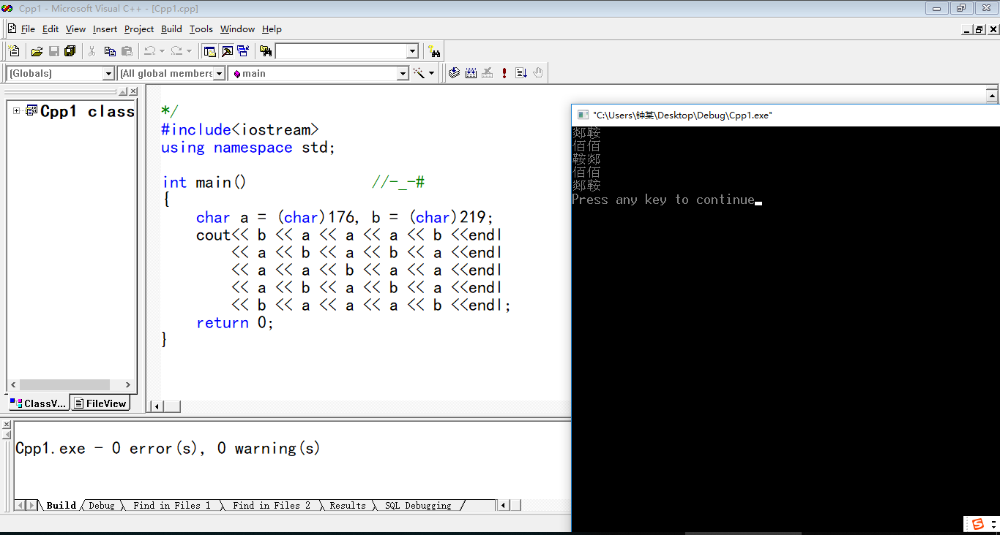 Cpp1 - Microsoft Visual C++ - [Cpp1.cpp]
File Edit View Insert Project Build Tools Window Help
(Globals) (All global members main
Cpp1 class
*/
#include<iostream>
using namespace std;
int main() //-_-#
{
char a = (char)176, b = (char)219;
cout<< b << a << a << a << b <<endl
<< a << b << a << b << a <<endl
<< a << a << b << a << a <<endl
<< a << b << a << b << a <<endl
<< b << a << a << a << b <<endl;
return 0;
}
ClassV... FileView
"C:\Users\钟某\Desktop\Debug\Cpp1.exe"
郯鞍
佰佰
鞍郯
佰佰
郯鞍
Press any key to continue
Cpp1.exe - 0 error(s), 0 warning(s)
Build Debug Find in Files 1 Find in Files 2 Results SQL Debugging